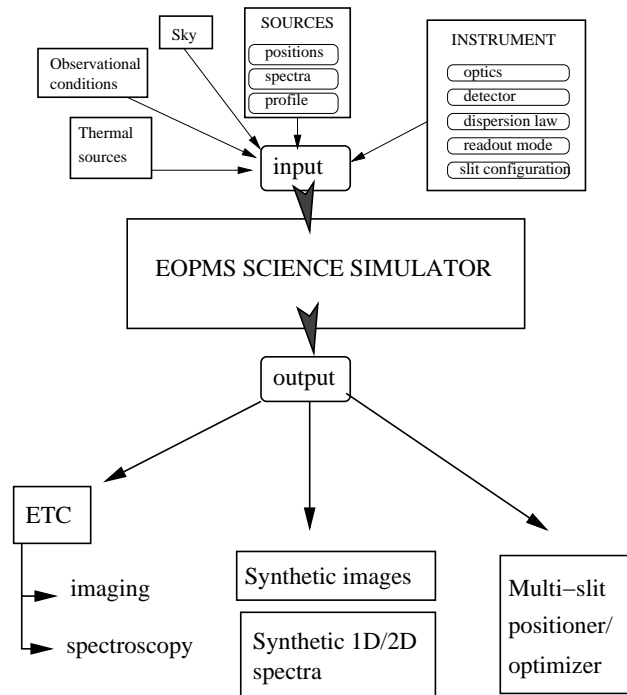 Sky
SOURCES
positions
spectra
profile
INSTRUMENT
optics
detector
dispersion law
readout mode
slit configuration
Observational
conditions
Thermal
sources
input
EOPMS SCIENCE SIMULATOR
output
ETC
imaging
spectroscopy
Synthetic images
Synthetic 1D/2D
spectra
Multi−slit
positioner/
optimizer